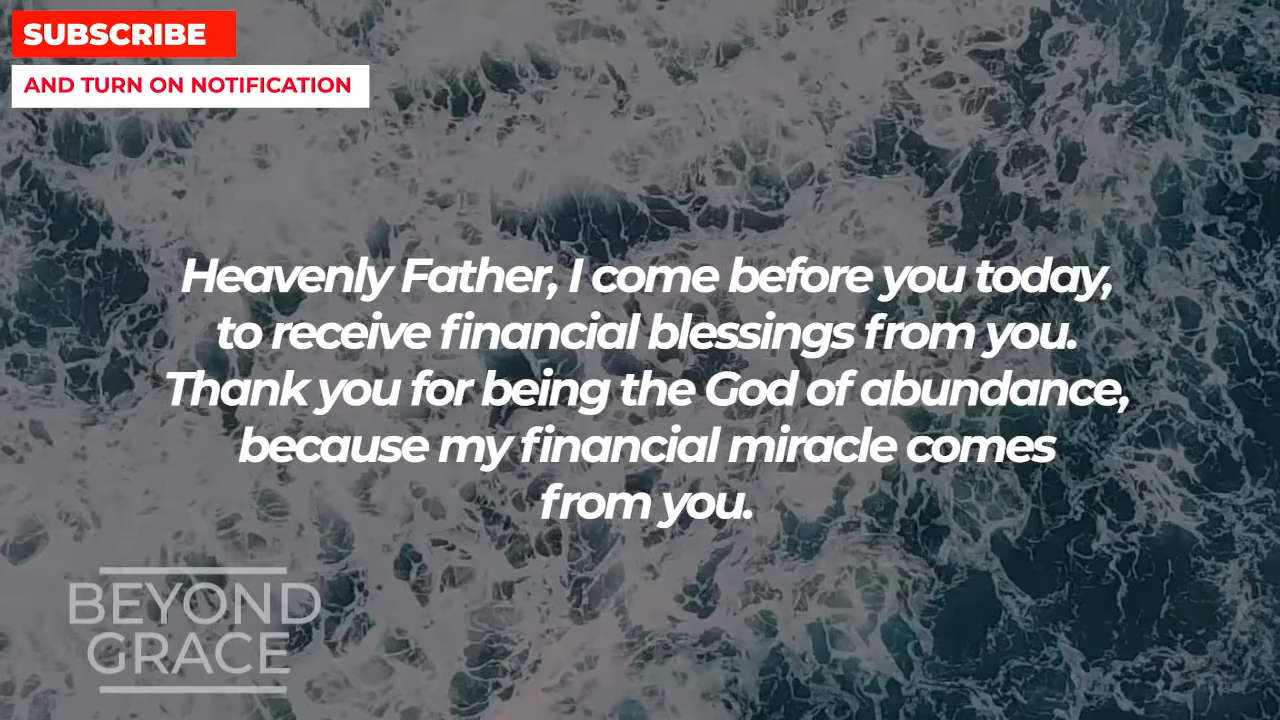 SUBSCRIBE
AND TURN ON NOTIFICATION
Heavenly Father, I come before you today,
to receive financial blessings from you.
Thank you for being the God of abundance,
because my financial miracle comes
from you.
BEYOND
GRACE